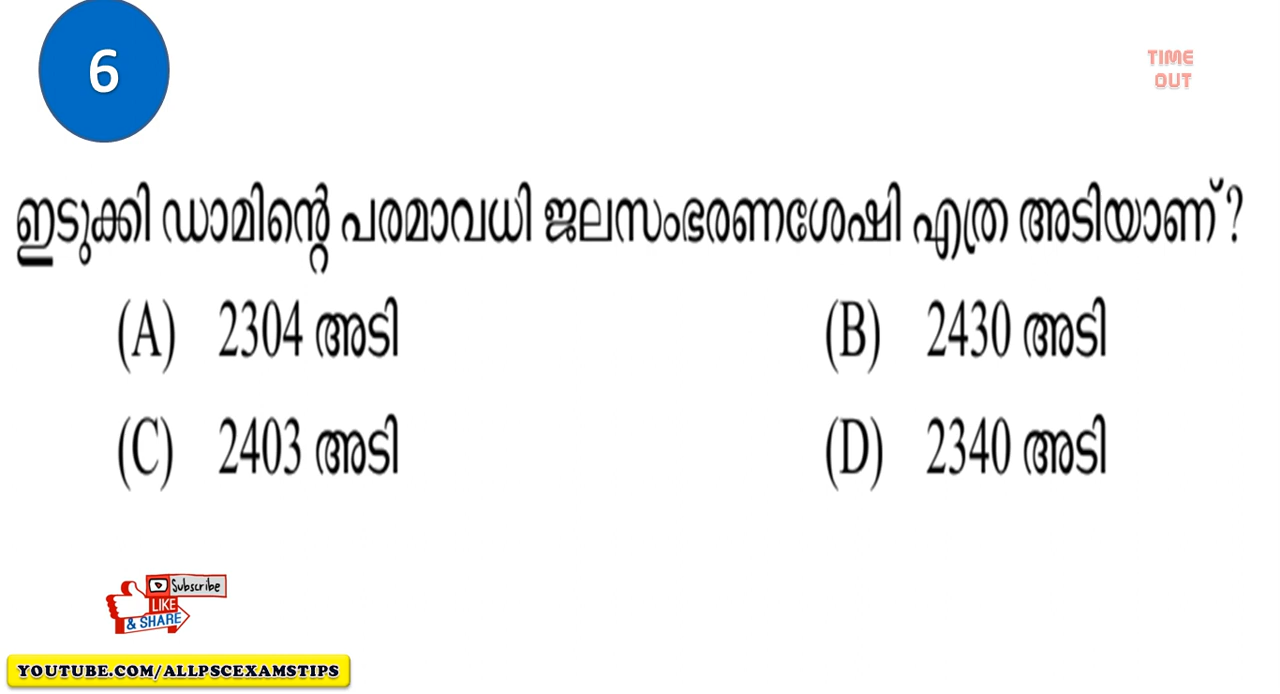 6
TIME
OUT
ഇടുക്കി ഡാമിന്റെ പരമാവധി ജലസംഭരണശേഷി എത്ര അടിയാണ് ?
(A) 2304 അടി (B) 2430 അടി
(C) 2403 അടി (D) 2340 അടി
Subscribe
LIKE
& SHARE
YOUTUBE.COM/ALLPSCEXAMSTIPS